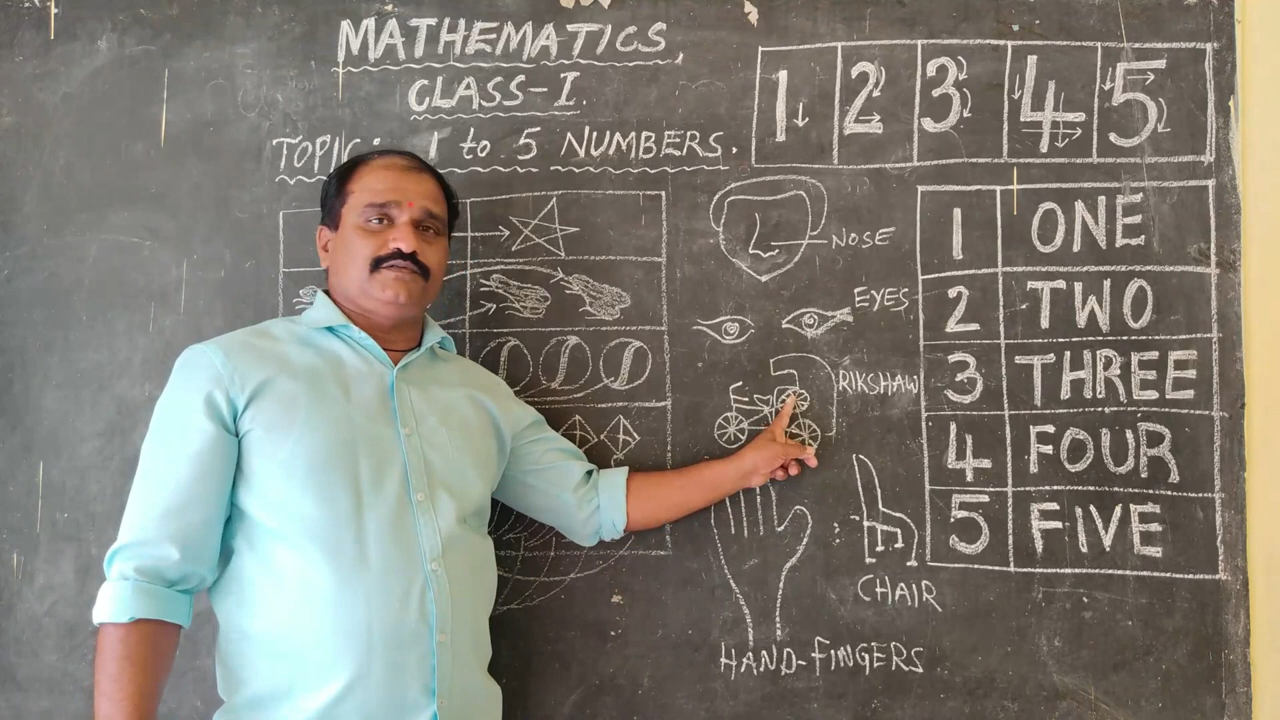 MATHEMATICS
CLASS-I.
TOPIC: 1 to 5 NUMBERS.
1 2 3 4 5
NOSE
EYES
RIKSHAW
CHAIR
HAND-FINGERS
1 ONE
2 TWO
3 THREE
4 FOUR
5 FIVE